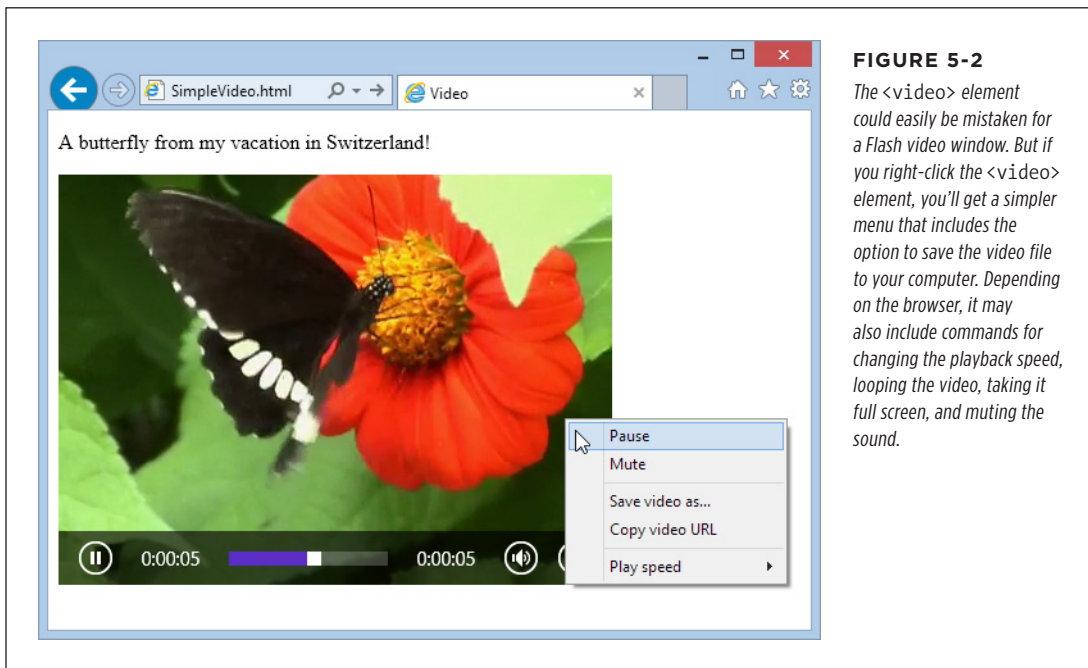 SimpleVideo.html
Video
A butterfly from my vacation in Switzerland!
Pause
Mute
Save video as...
Copy video URL
Play speed
0:00:05
0:00:05
FIGURE 5-2
The <video> element
could easily be mistaken for
a Flash video window. But if
you right-click the <video>
element, you'll get a simpler
menu that includes the
option to save the video file
to your computer. Depending
on the browser, it may
also include commands for
changing the playback speed,
looping the video, taking it
full screen, and muting the
sound.